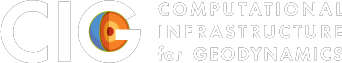 CIG
COMPUTATIONAL
INFRASTRUCTURE
for GEODYNAMICS